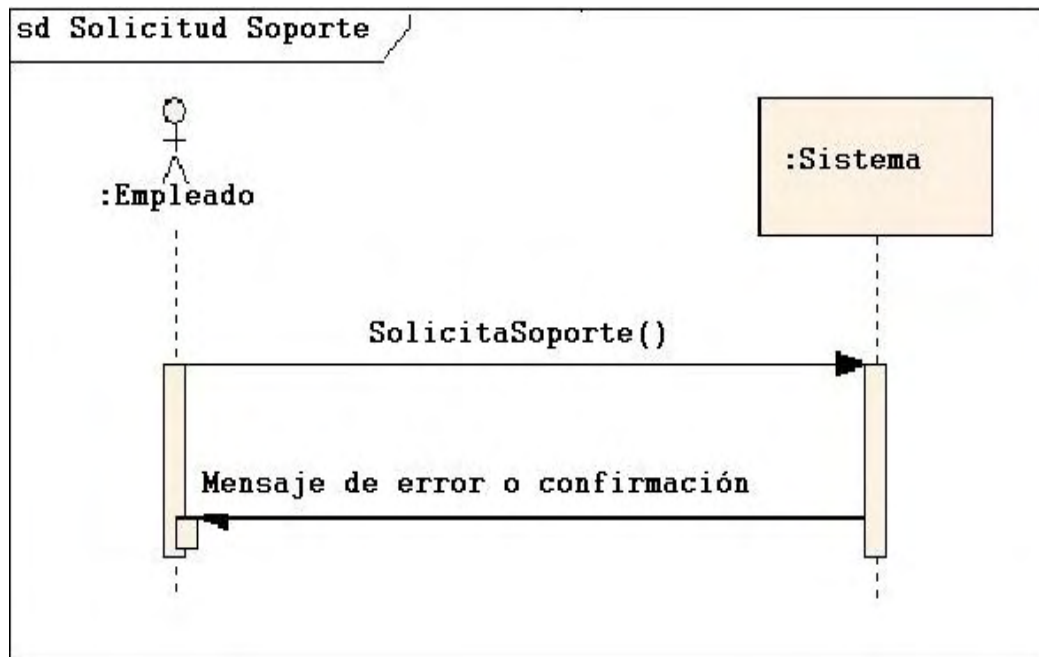 sd Solicitud Soporte
:Empleado
:Sistema
SolicitaSoporte()
Mensaje de error o confirmación